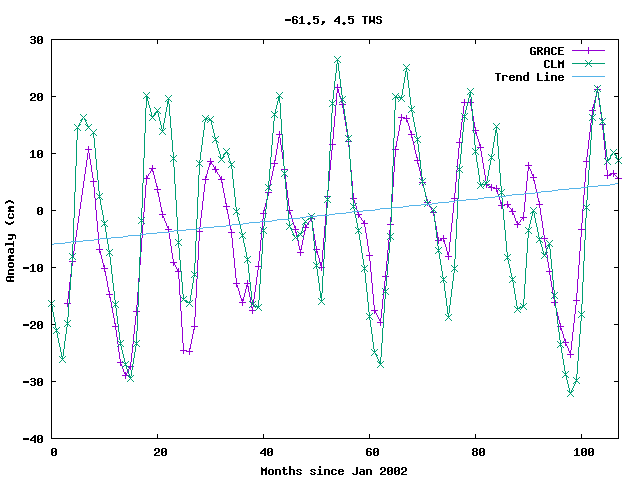 -61.5, 4.5 TWS
GRACE
CLM
Trend Line
30
20
10
0
-10
-20
-30
-40
Anomaly (cm)
0 20 40 60 80 100
Months since Jan 2002